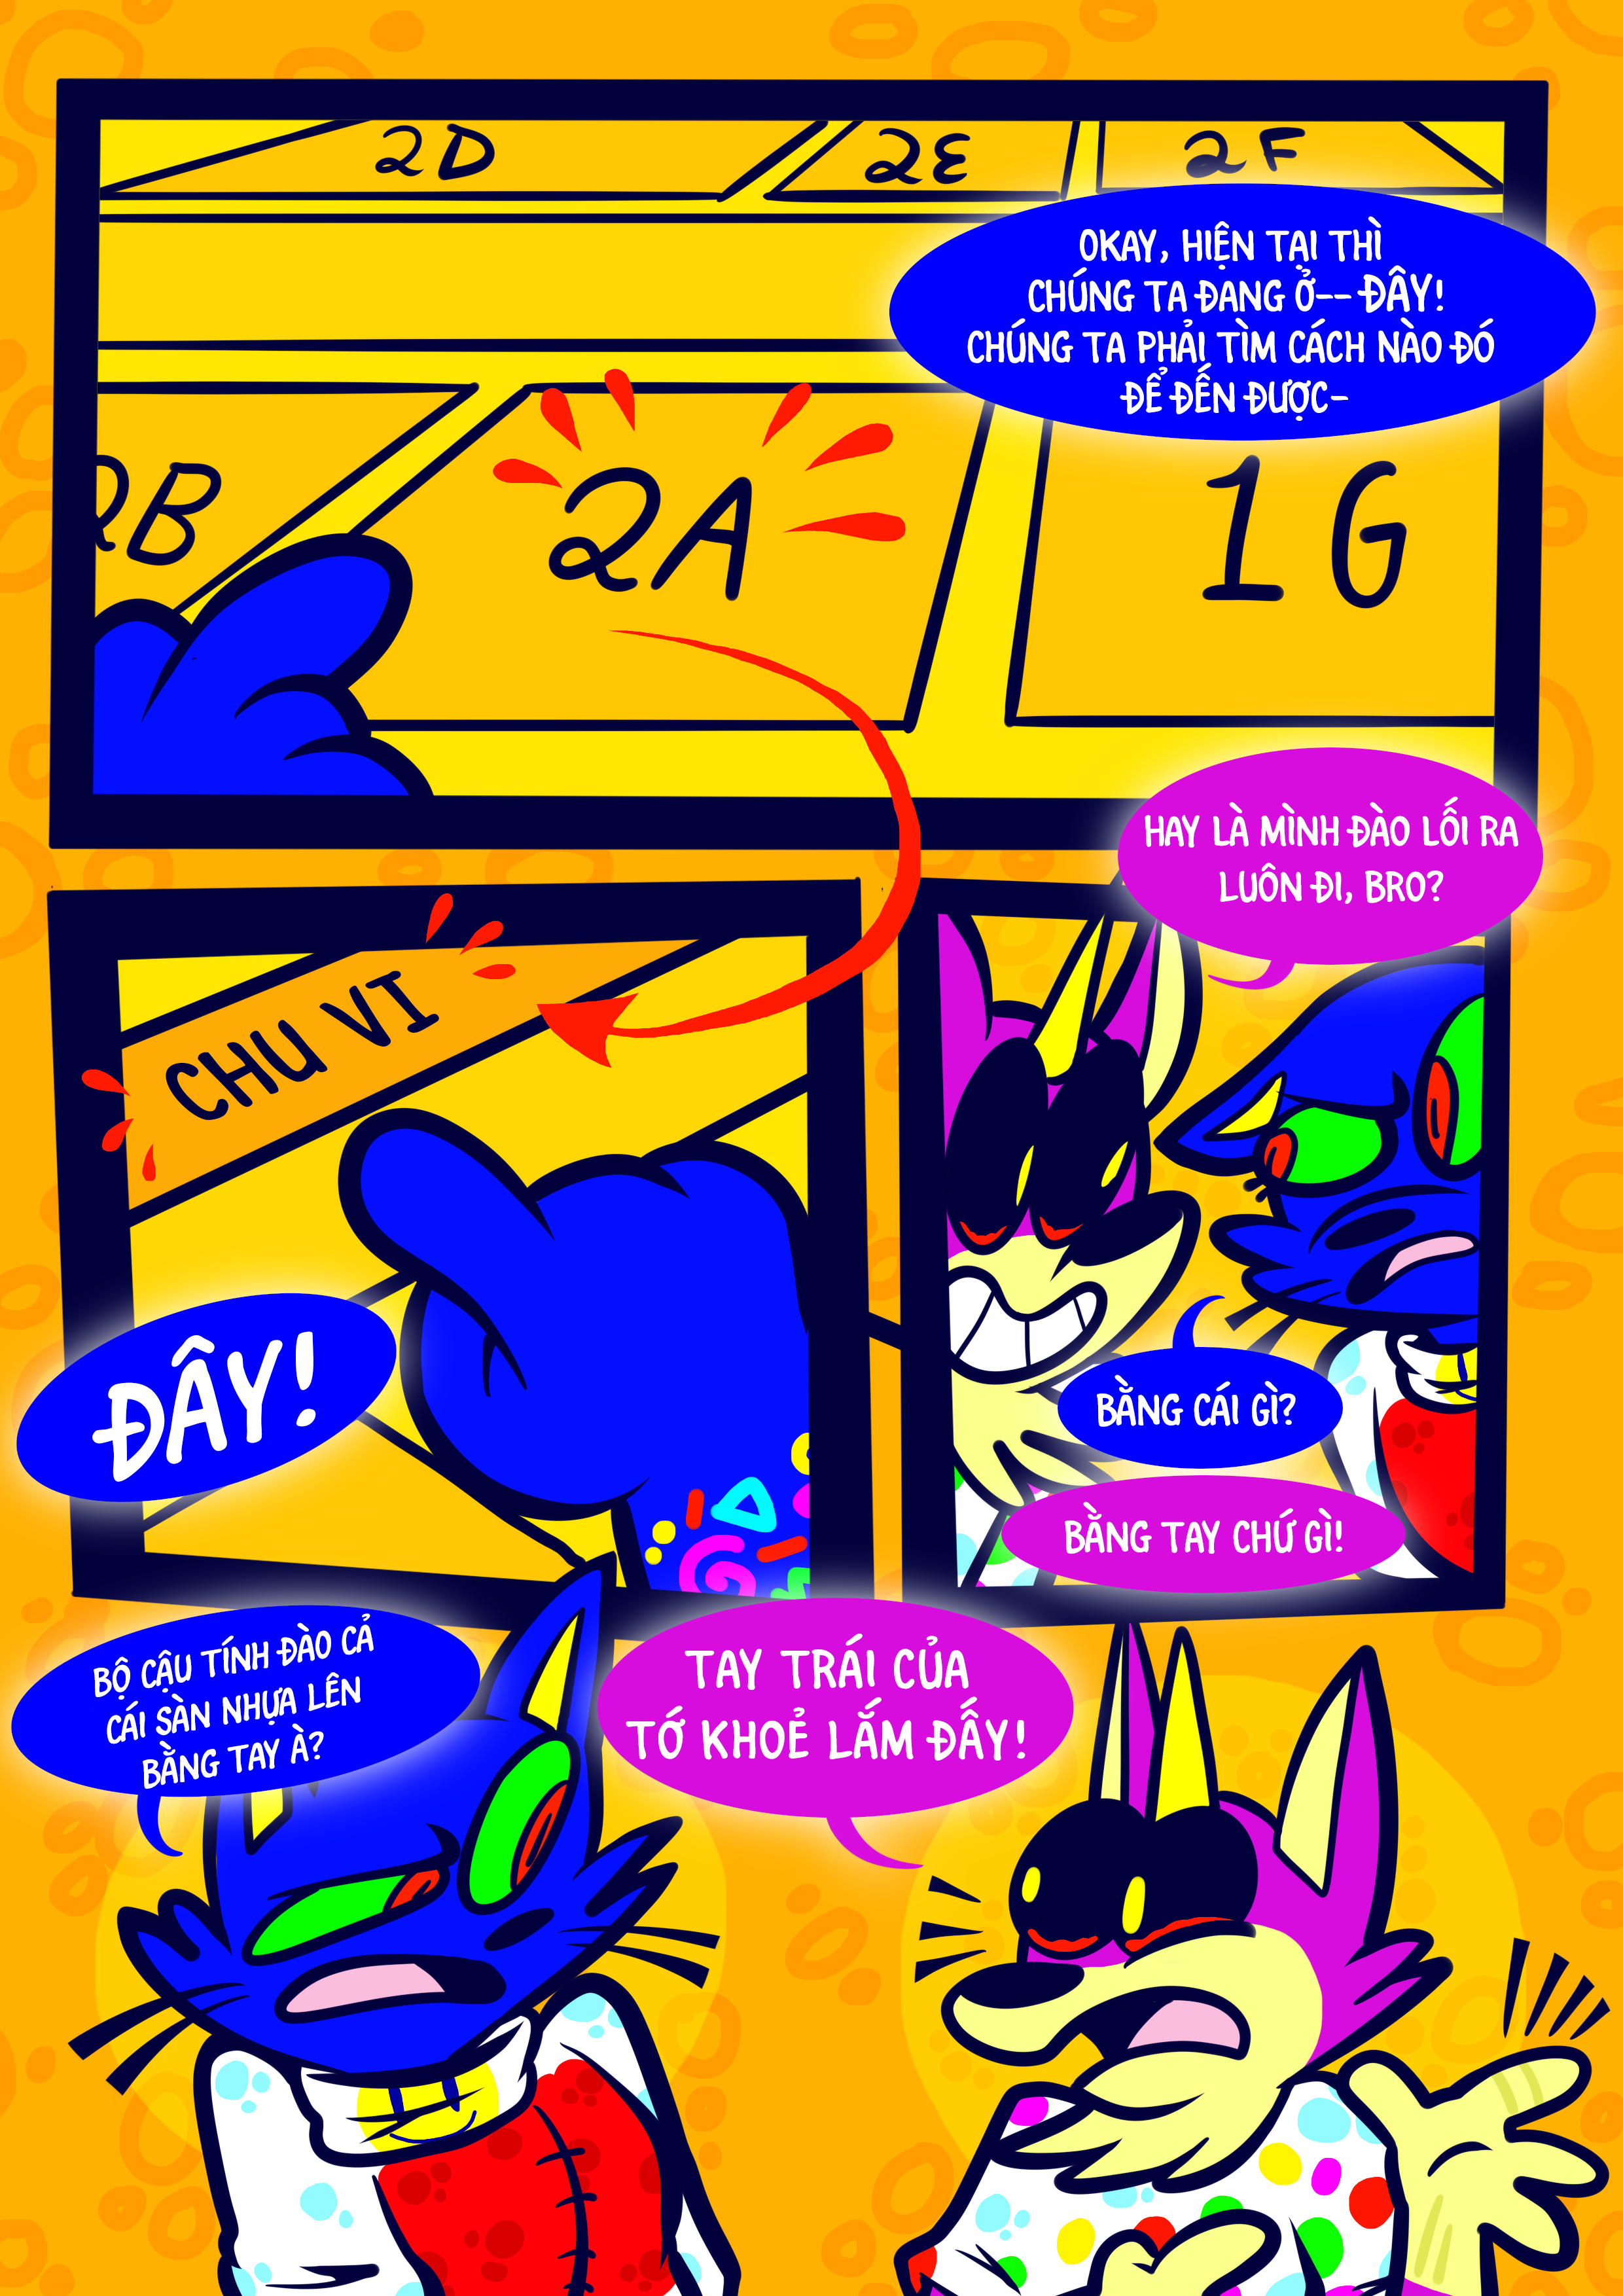 2D
2E
2F
OKAY, HIỆN TẠI THÌ
CHÚNG TA ĐANG Ở-- ĐÂY!
CHÚNG TA PHẢI TÌM CÁCH NÀO ĐÓ
ĐỂ ĐẾN ĐƯỢC-
2B
2A
1G
HAY LÀ MÌNH ĐÀO LỐI RA
LUÔN ĐI, BRO?
CHU VI
ĐÂY!
BẰNG CÁI GÌ?
BẰNG TAY CHỨ GÌ!
BỘ CẬU TÍNH ĐÀO CẢ
CÁI SÀN NHỰA LÊN
BẰNG TAY À?
TAY TRÁI CỦA
TỚ KHOẺ LẮM ĐẤY!